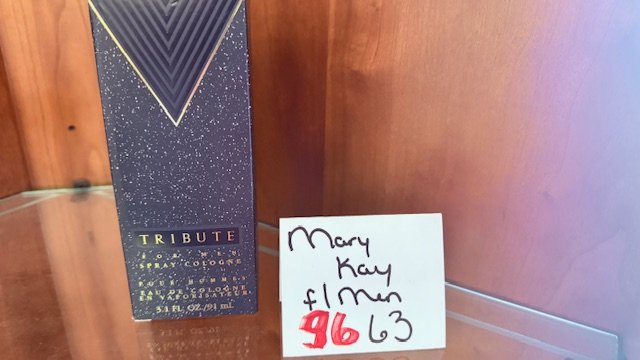 TRIBUTE
FOR MEN
SPRAY COLOGNE
POUR HOMMES
EAU DE COLOGNE
EN VAPORISATEUR
3.1 FL.OZ./91 mL
Mary
Kay
f/men
96 63